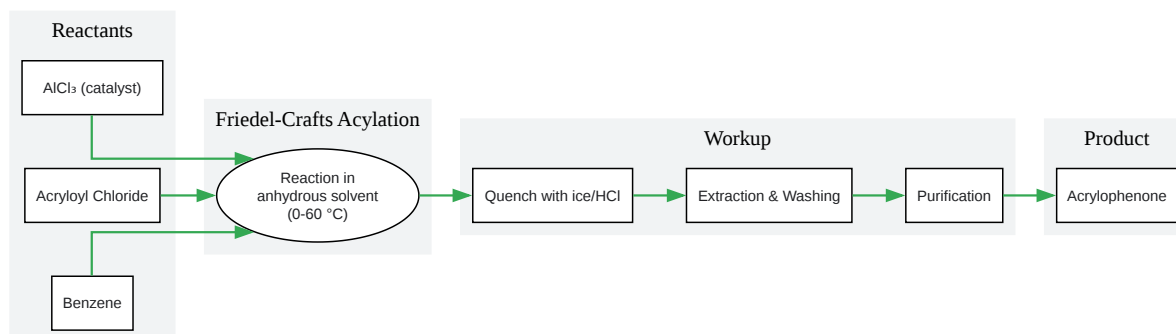 Reactants
AlCl₃ (catalyst)
Acryloyl Chloride
Benzene
Friedel-Crafts Acylation
Reaction in
anhydrous solvent
(0-60 °C)
Workup
Quench with ice/HCl
Extraction & Washing
Purification
Product
Acrylophenone